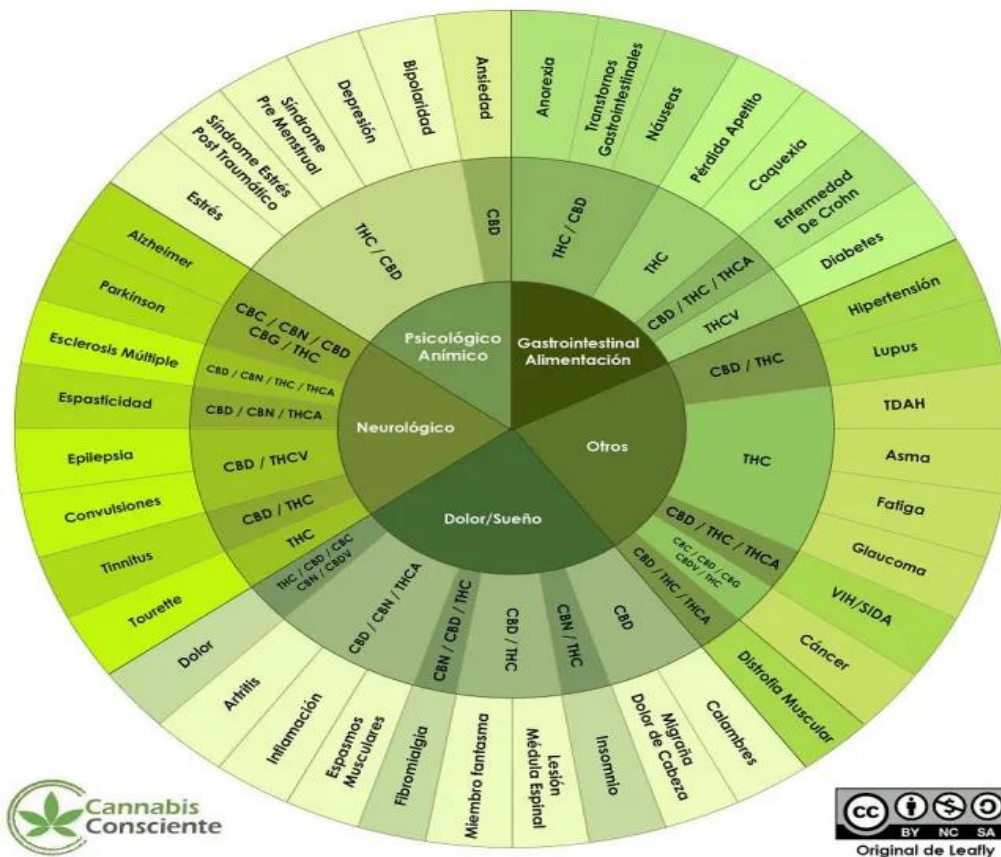 Psicológico
Anímico
Gastrointestinal
Alimentación
Otros
Dolor/Sueño
Neurológico
THC / CBD
CBD
THC / CBD
THC
CBD / THC / THCA
THCV
CBD / THC
THC
CBD / THC / THCA
CBC / CBD / CBG
CBDV / THC
CBD / THC / THCA
CBD
CBN / THC
CBD / THC
CBN / CBD / THC
CBD / CBN / THCA
THC / CBD / CBC
CBN / CBDV
THC
CBD / THC
CBD / THCV
CBD / CBN / THCA
CBD / CBN / THC / THCA
CBC / CBN / CBD
CBG / THC
Estrés
Síndrome Estrés
Post Traumático
Síndrome
Pre Menstrual
Depresión
Bipolaridad
Ansiedad
Anorexia
Transtornos
Gastrointestinales
Náuseas
Pérdida Apetito
Caquexia
Enfermedad
De Crohn
Diabetes
Hipertensión
Lupus
TDAH
Asma
Fatiga
Glaucoma
VIH/SIDA
Cáncer
Distrofia Muscular
Calambres
Migraña
Dolor de Cabeza
Insomnio
Lesión
Médula Espinal
Miembro fantasma
Fibromialgia
Espasmos
Musculares
Inflamación
Artritis
Dolor
Tourette
Tinnitus
Convulsiones
Epilepsia
Espasticidad
Esclerosis Múltiple
Parkinson
Alzheimer
Cannabis
Consciente
cc
BY NC SA
Original de Leafly